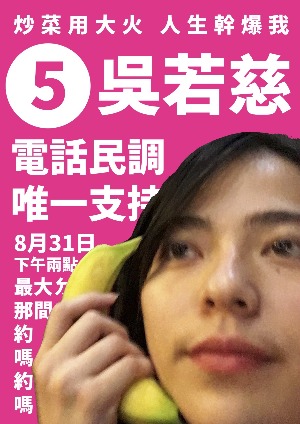 炒菜用大火 人生幹爆我
5 吳若慈
電話民調
唯一支持
8月31日
下午兩點
最大分
那間
約
嗎
約
嗎